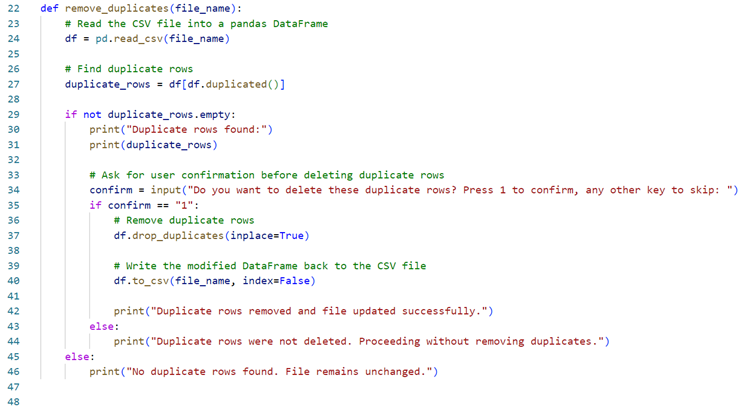 22 def remove_duplicates(file_name):
23     # Read the CSV file into a pandas DataFrame
24     df = pd.read_csv(file_name)
25
26     # Find duplicate rows
27     duplicate_rows = df[df.duplicated()]
28
29     if not duplicate_rows.empty:
30         print("Duplicate rows found:")
31         print(duplicate_rows)
32
33         # Ask for user confirmation before deleting duplicate rows
34         confirm = input("Do you want to delete these duplicate rows? Press 1 to confirm, any other key to skip: ")
35         if confirm == "1":
36             # Remove duplicate rows
37             df.drop_duplicates(inplace=True)
38
39             # Write the modified DataFrame back to the CSV file
40             df.to_csv(file_name, index=False)
41
42             print("Duplicate rows removed and file updated successfully.")
43         else:
44             print("Duplicate rows were not deleted. Proceeding without removing duplicates.")
45     else:
46         print("No duplicate rows found. File remains unchanged.")
47
48